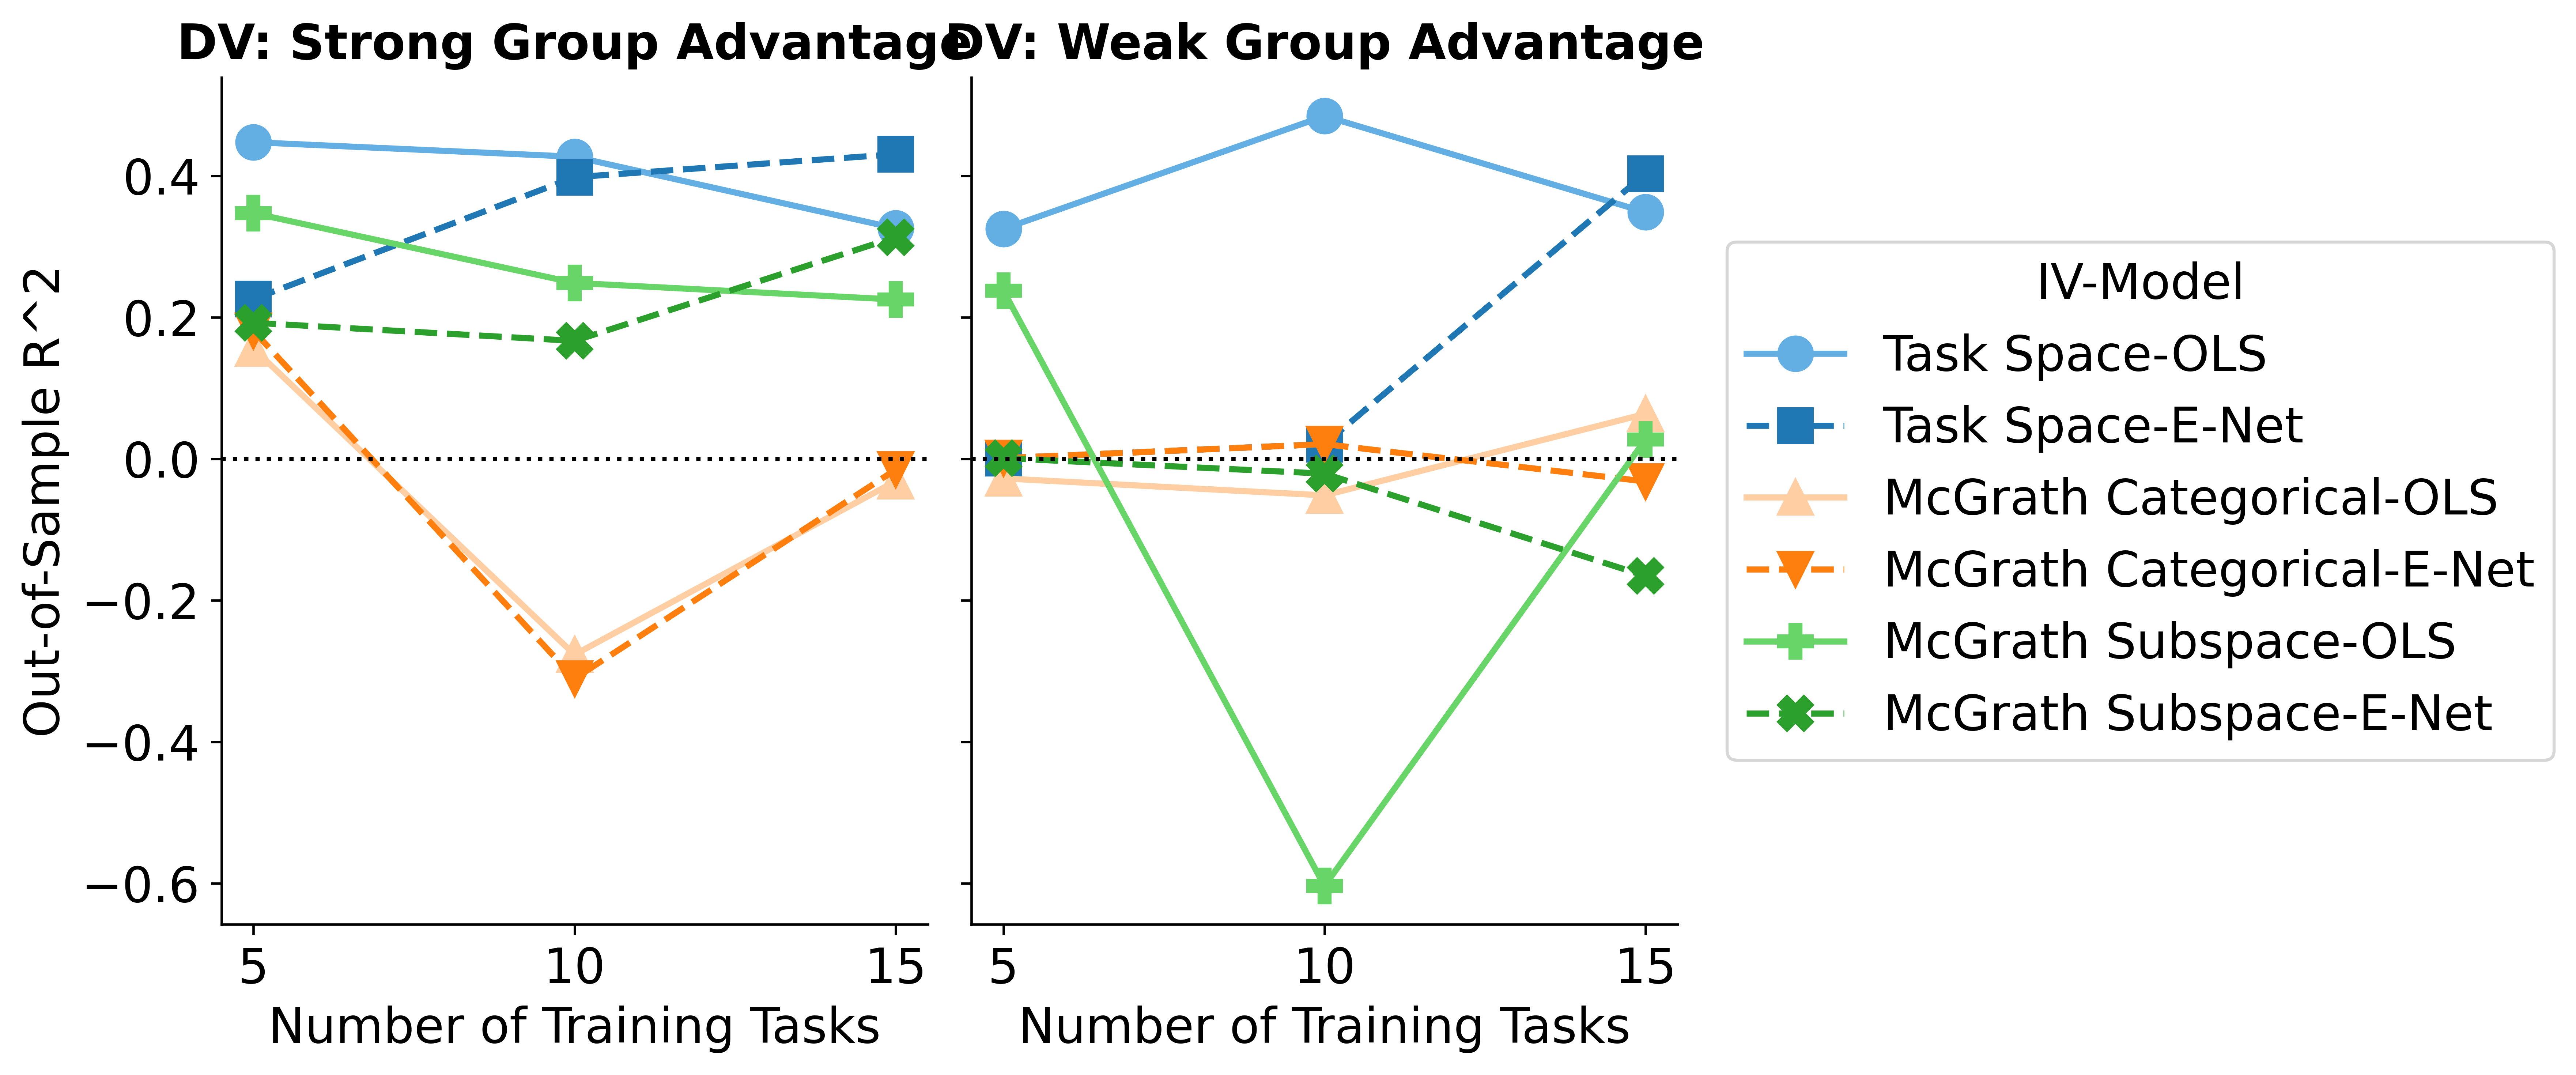 DV: Strong Group Advantage
DV: Weak Group Advantage
Out-of-Sample R^2
0.4
0.2
0.0
−0.2
−0.4
−0.6
5 10 15
Number of Training Tasks
5 10 15
Number of Training Tasks
IV-Model
Task Space-OLS
Task Space-E-Net
McGrath Categorical-OLS
McGrath Categorical-E-Net
McGrath Subspace-OLS
McGrath Subspace-E-Net